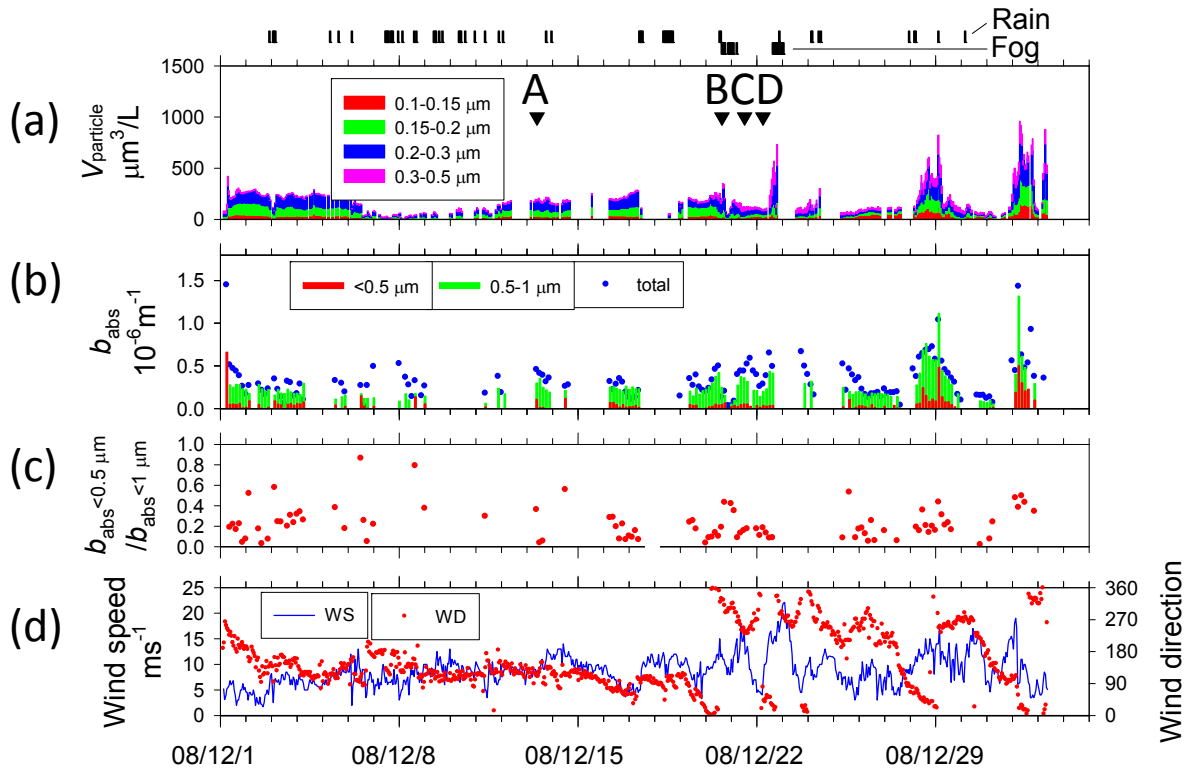 Rain
Fog
(a)
Vparticle
μm³/L
1500
1000
500
0
A
B C D
0.1-0.15 μm
0.15-0.2 μm
0.2-0.3 μm
0.3-0.5 μm
(b)
babs
10⁻⁶m⁻¹
1.5
1.0
0.5
0.0
<0.5 μm
0.5-1 μm
total
(c)
babs<0.5 μm
/babs<1 μm
1.0
0.8
0.6
0.4
0.2
0.0
(d)
Wind speed
ms⁻¹
25
20
15
10
5
0
WS
WD
360
270
180
90
0
Wind direction
08/12/1
08/12/8
08/12/15
08/12/22
08/12/29